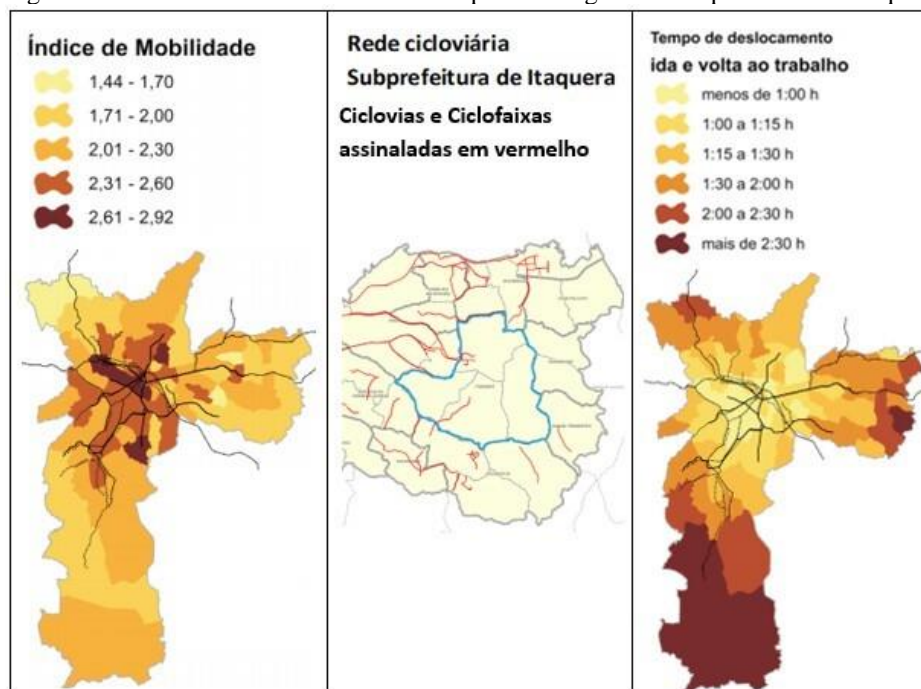 Índice de Mobilidade
1,44 - 1,70
1,71 - 2,00
2,01 - 2,30
2,31 - 2,60
2,61 - 2,92
Rede cicloviária
Subprefeitura de Itaquera
Ciclovias e Ciclofaixas
assinaladas em vermelho
Tempo de deslocamento
ida e volta ao trabalho
menos de 1:00 h
1:00 a 1:15 h
1:15 a 1:30 h
1:30 a 2:00 h
2:00 a 2:30 h
mais de 2:30 h